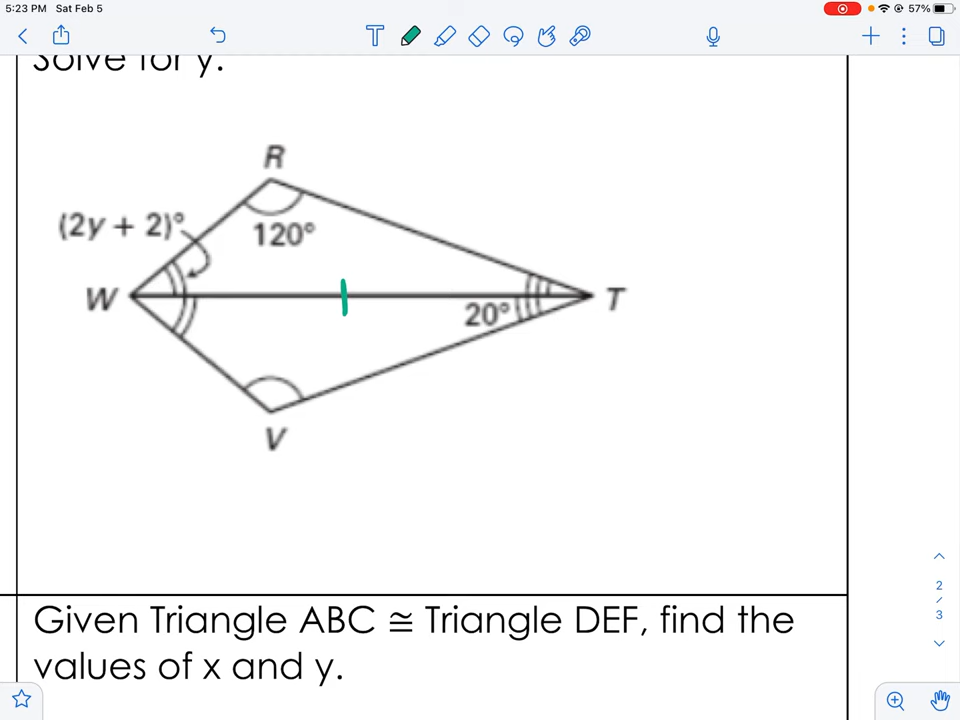 5:23 PM Sat Feb 5
57%
Solve for y.
R
(2y + 2)°
120°
W
20°
T
V
2
/
3
Given Triangle ABC ≅ Triangle DEF, find the
values of x and y.